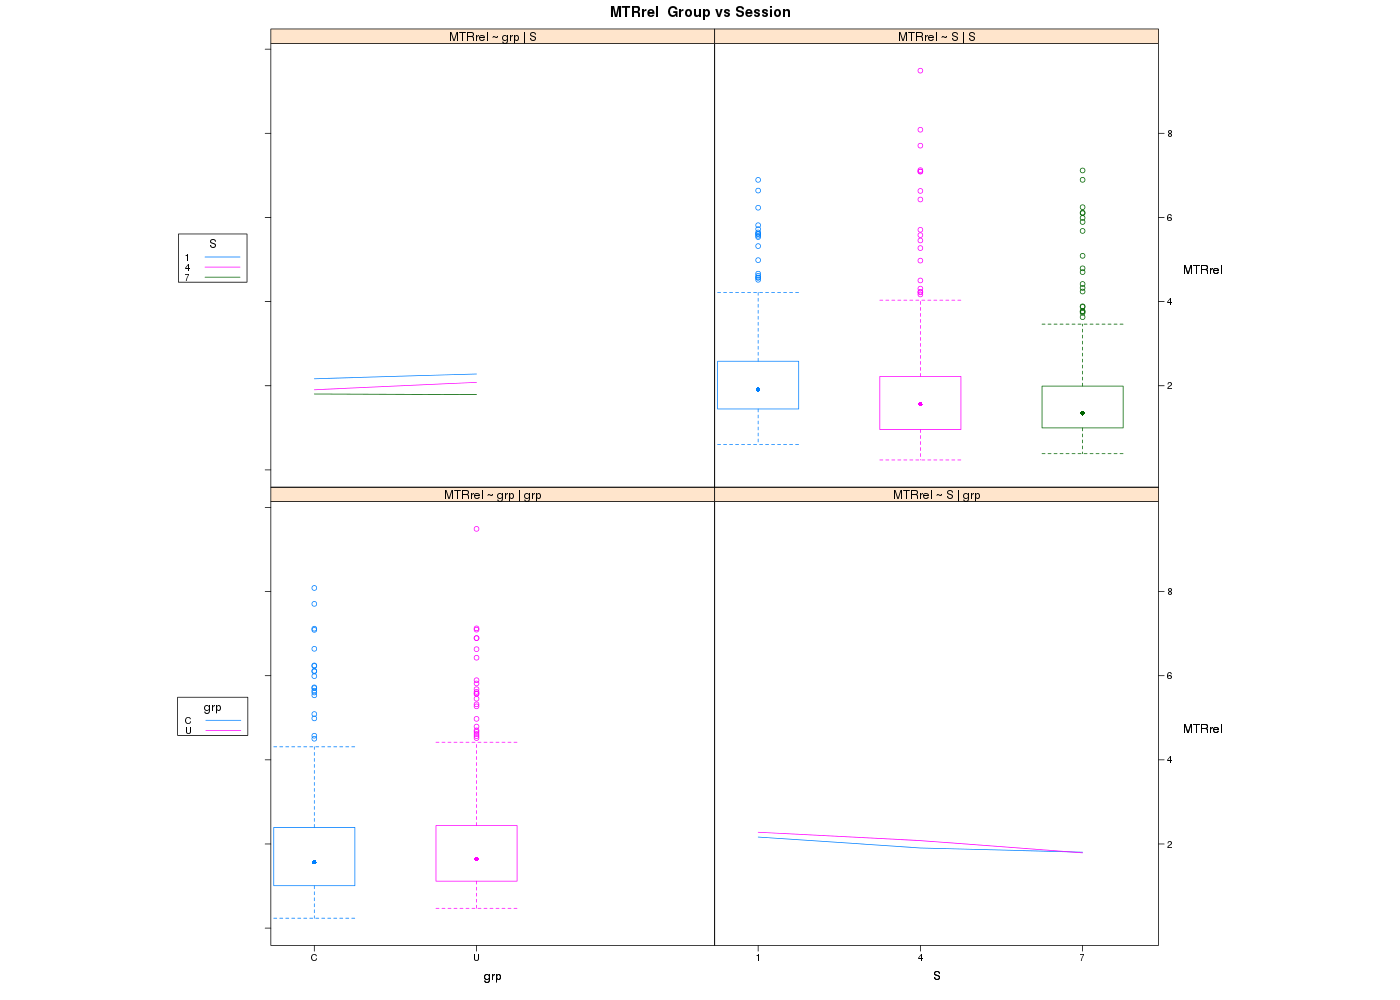 MTRrel  Group vs Session
MTRrel ~ grp | S
MTRrel ~ S | S
8
6
4
2
MTRrel
S
1
4
7
MTRrel ~ grp | grp
MTRrel ~ S | grp
8
6
4
2
MTRrel
grp
C
U
C
U
1
4
7
grp
S